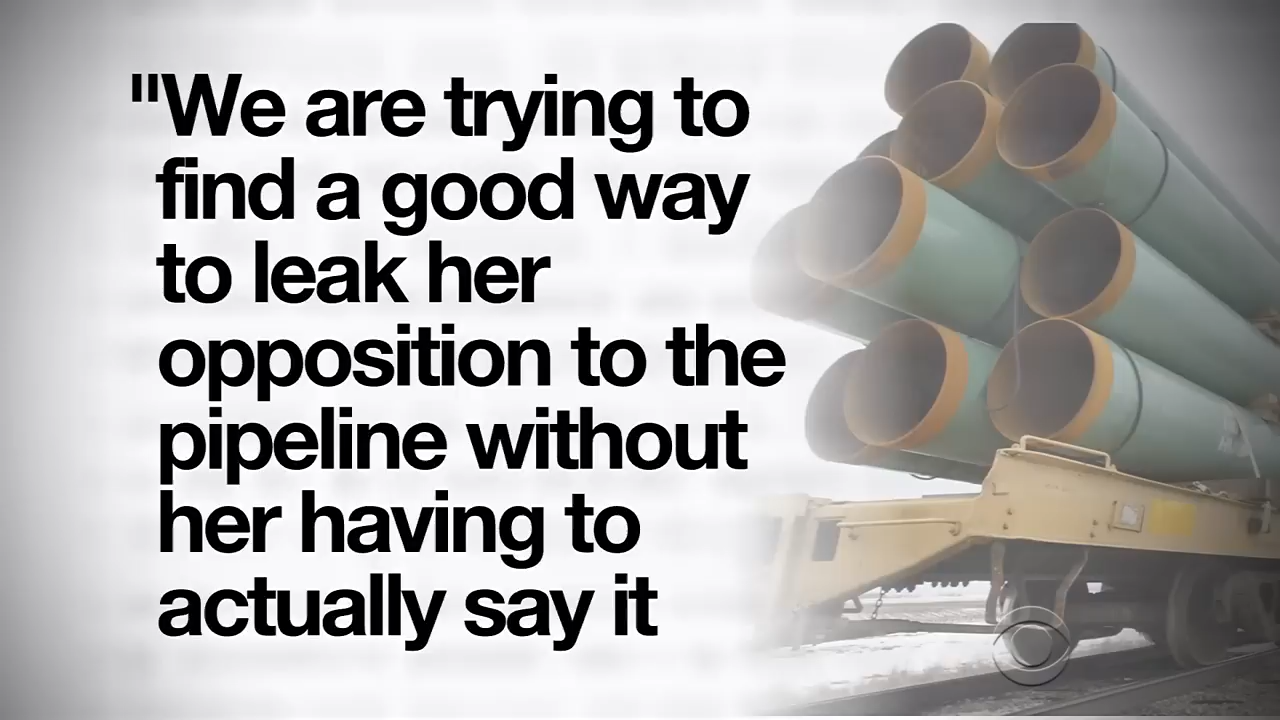 "We are trying to
find a good way
to leak her
opposition to the
pipeline without
her having to
actually say it